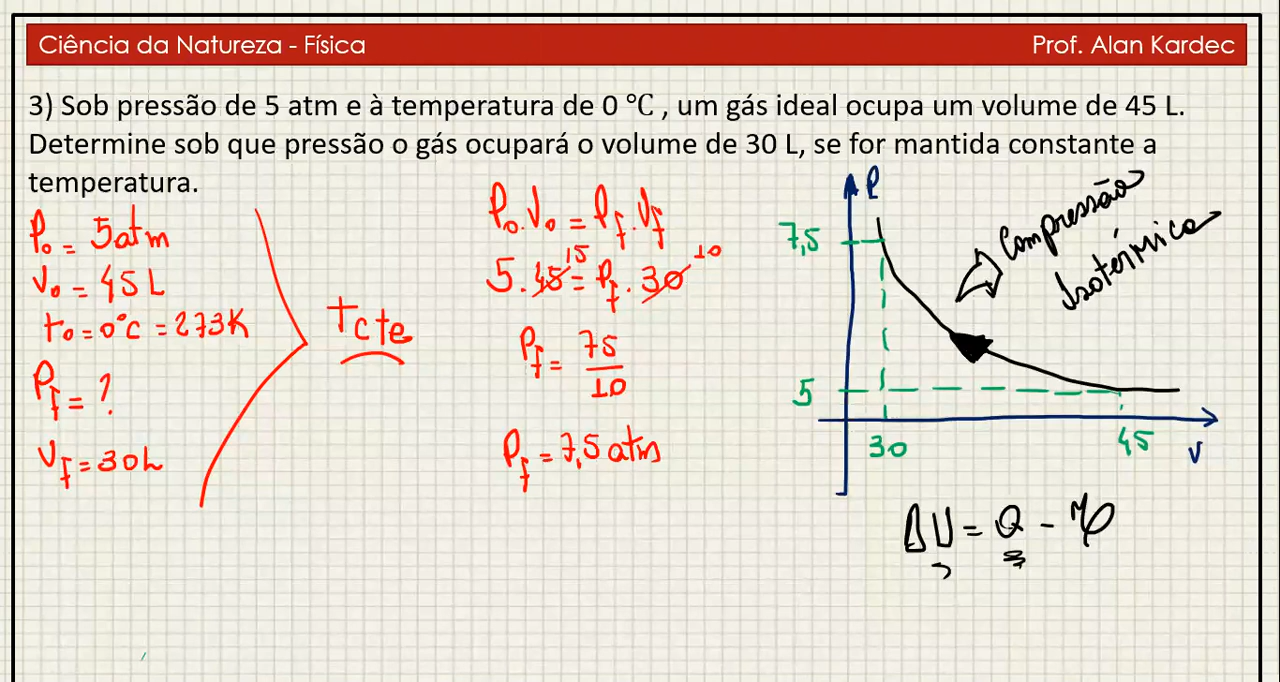 Ciência da Natureza - Física
Prof. Alan Kardec
3) Sob pressão de 5 atm e à temperatura de 0 °C , um gás ideal ocupa um volume de 45 L.
Determine sob que pressão o gás ocupará o volume de 30 L, se for mantida constante a
temperatura.
P₀ = 5atm
V₀ = 45L
t₀ = 0°C = 273K
Pf = ?
Vf = 30L
Tcte
P₀.V₀ = Pf.Vf
15
10
5.45 = Pf.30
Pf = 75
10
Pf = 7,5 atm
P
7,5
5
30
45
V
Compressão
Isotérmica
ΔU = Q -